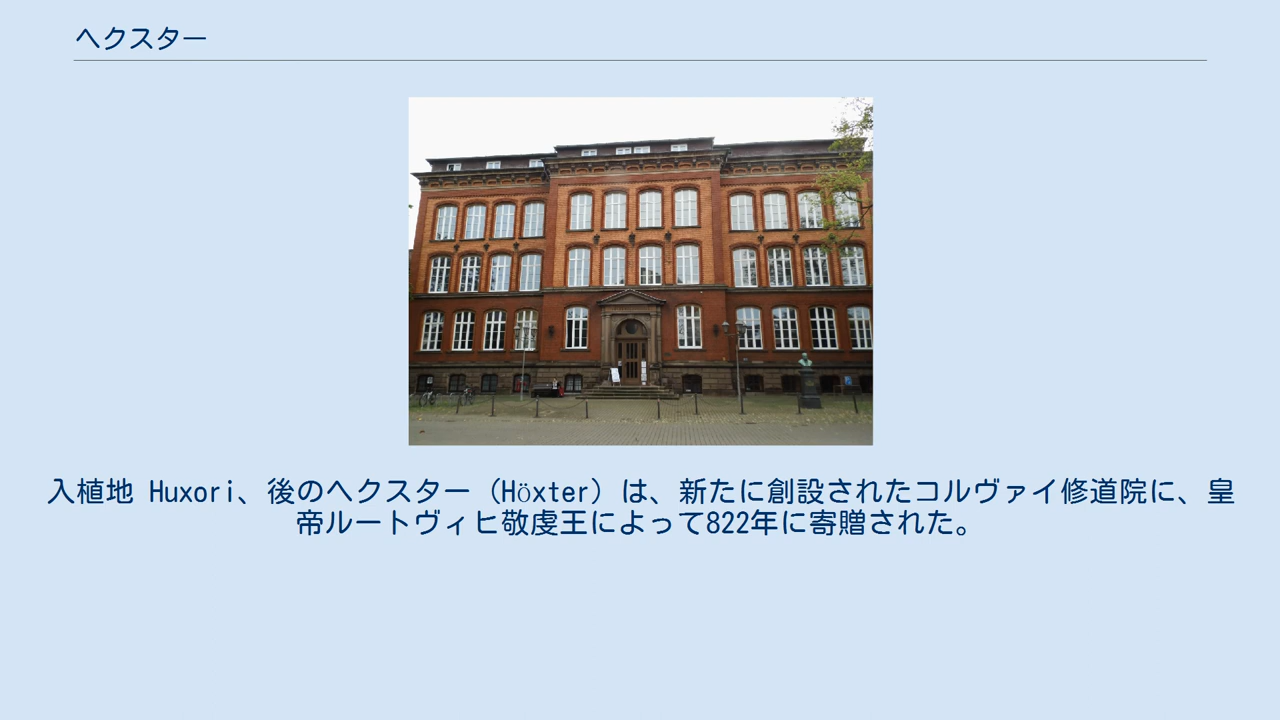 ヘクスター
入植地 Huxori、後のヘクスター（Höxter）は、新たに創設されたコルヴァイ修道院に、皇
帝ルートヴィヒ敬虔王によって822年に寄贈された。